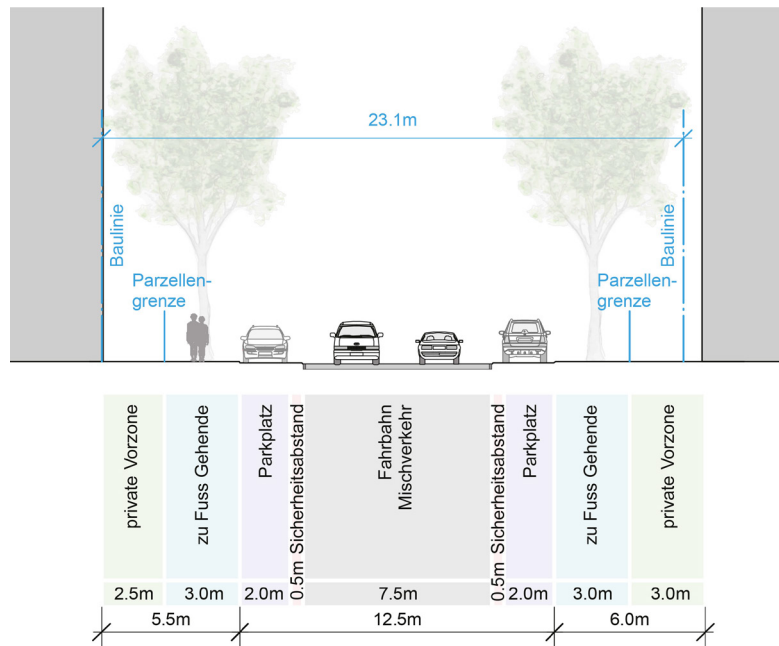 23.1m
Baulinie
Baulinie
Parzellen-
grenze
Parzellen-
grenze
private Vorzone
zu Fuss Gehende
Parkplatz
0.5m Sicherheitsabstand
Fahrbahn
Mischverkehr
0.5m Sicherheitsabstand
Parkplatz
zu Fuss Gehende
private Vorzone
2.5m
3.0m
2.0m
7.5m
2.0m
3.0m
3.0m
5.5m
12.5m
6.0m